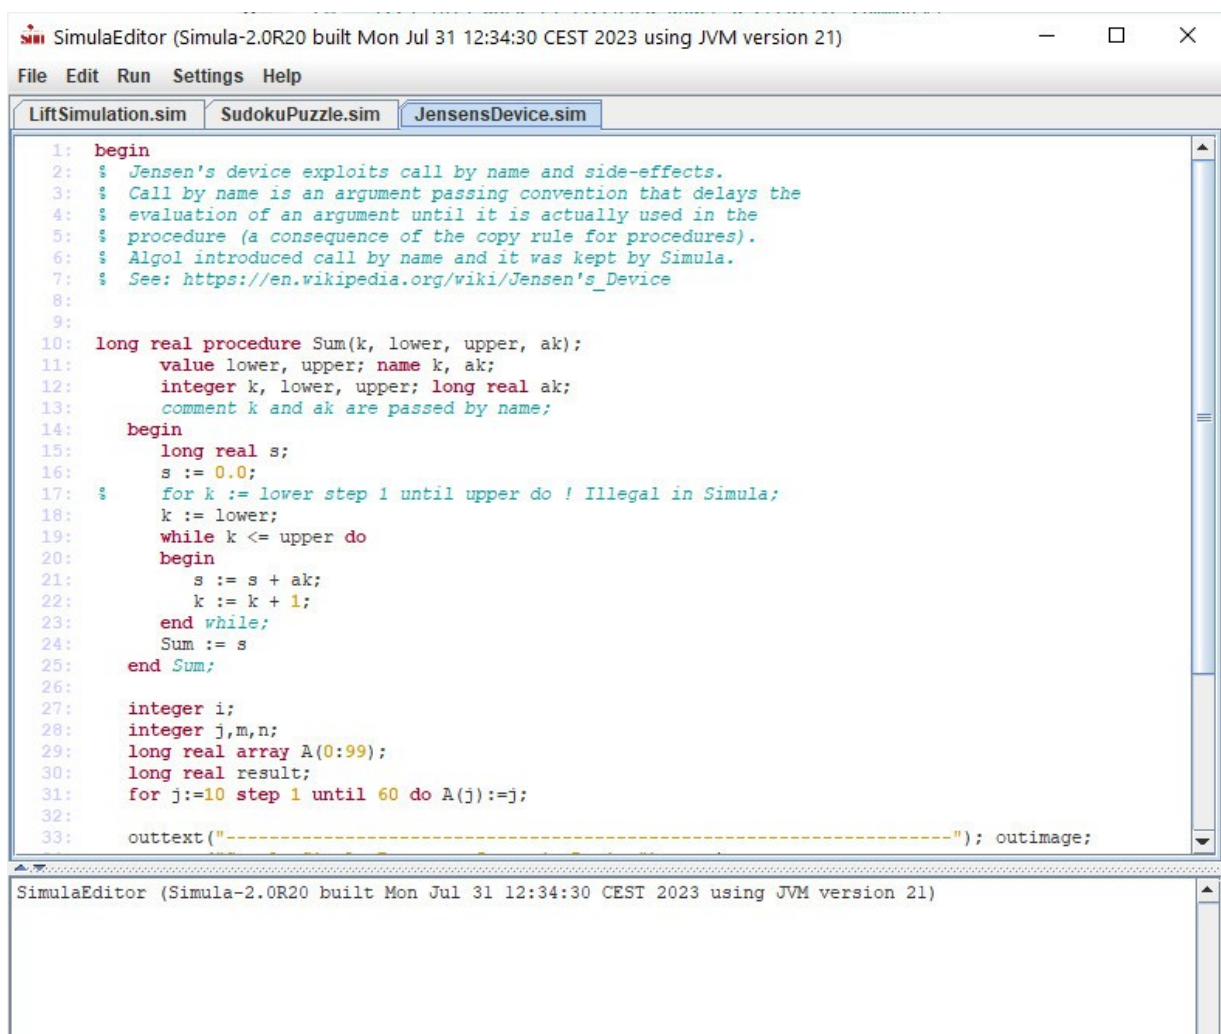 sim SimulaEditor (Simula-2.0R20 built Mon Jul 31 12:34:30 CEST 2023 using JVM version 21)
File Edit Run Settings Help
LiftSimulation.sim SudokuPuzzle.sim JensensDevice.sim
1: begin
2: % Jensen's device exploits call by name and side-effects.
3: % Call by name is an argument passing convention that delays the
4: % evaluation of an argument until it is actually used in the
5: % procedure (a consequence of the copy rule for procedures).
6: % Algol introduced call by name and it was kept by Simula.
7: % See: https://en.wikipedia.org/wiki/Jensen's_Device
8:
9:
10: long real procedure Sum(k, lower, upper, ak);
11: value lower, upper; name k, ak;
12: integer k, lower, upper; long real ak;
13: comment k and ak are passed by name;
14: begin
15: long real s;
16: s := 0.0;
17: % for k := lower step 1 until upper do ! Illegal in Simula;
18: k := lower;
19: while k <= upper do
20: begin
21: s := s + ak;
22: k := k + 1;
23: end while;
24: Sum := s
25: end Sum;
26:
27: integer i;
28: integer j,m,n;
29: long real array A(0:99);
30: long real result;
31: for j:=10 step 1 until 60 do A(j):=j;
32:
33: outtext("-------------------------------------------------------------------"); outimage;
SimulaEditor (Simula-2.0R20 built Mon Jul 31 12:34:30 CEST 2023 using JVM version 21)